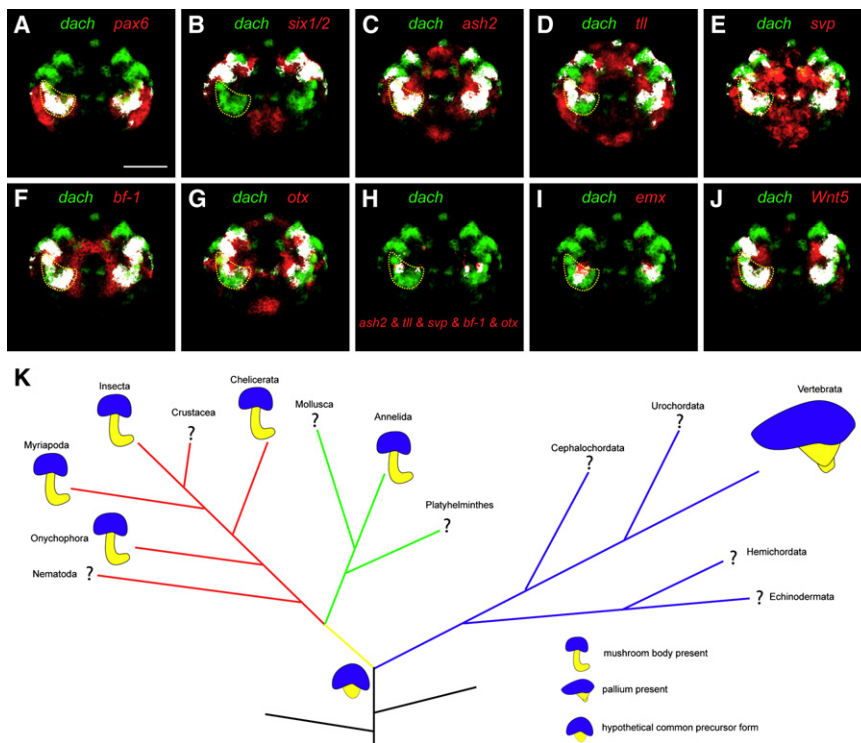 A dach pax6
B dach six1/2
C dach ash2
D dach tll
E dach svp
F dach bf-1
G dach otx
H dach
ash2 & tll & svp & bf-1 & otx
I dach emx
J dach Wnt5
K
Insecta
Crustacea
?
Chelicerata
Mollusca
?
Annelida
Myriapoda
Platyhelminthes
?
Onychophora
Nematoda ?
Vertebrata
Urochordata
?
Cephalochordata
?
? Hemichordata
? Echinodermata
mushroom body present
pallium present
hypothetical common precursor form